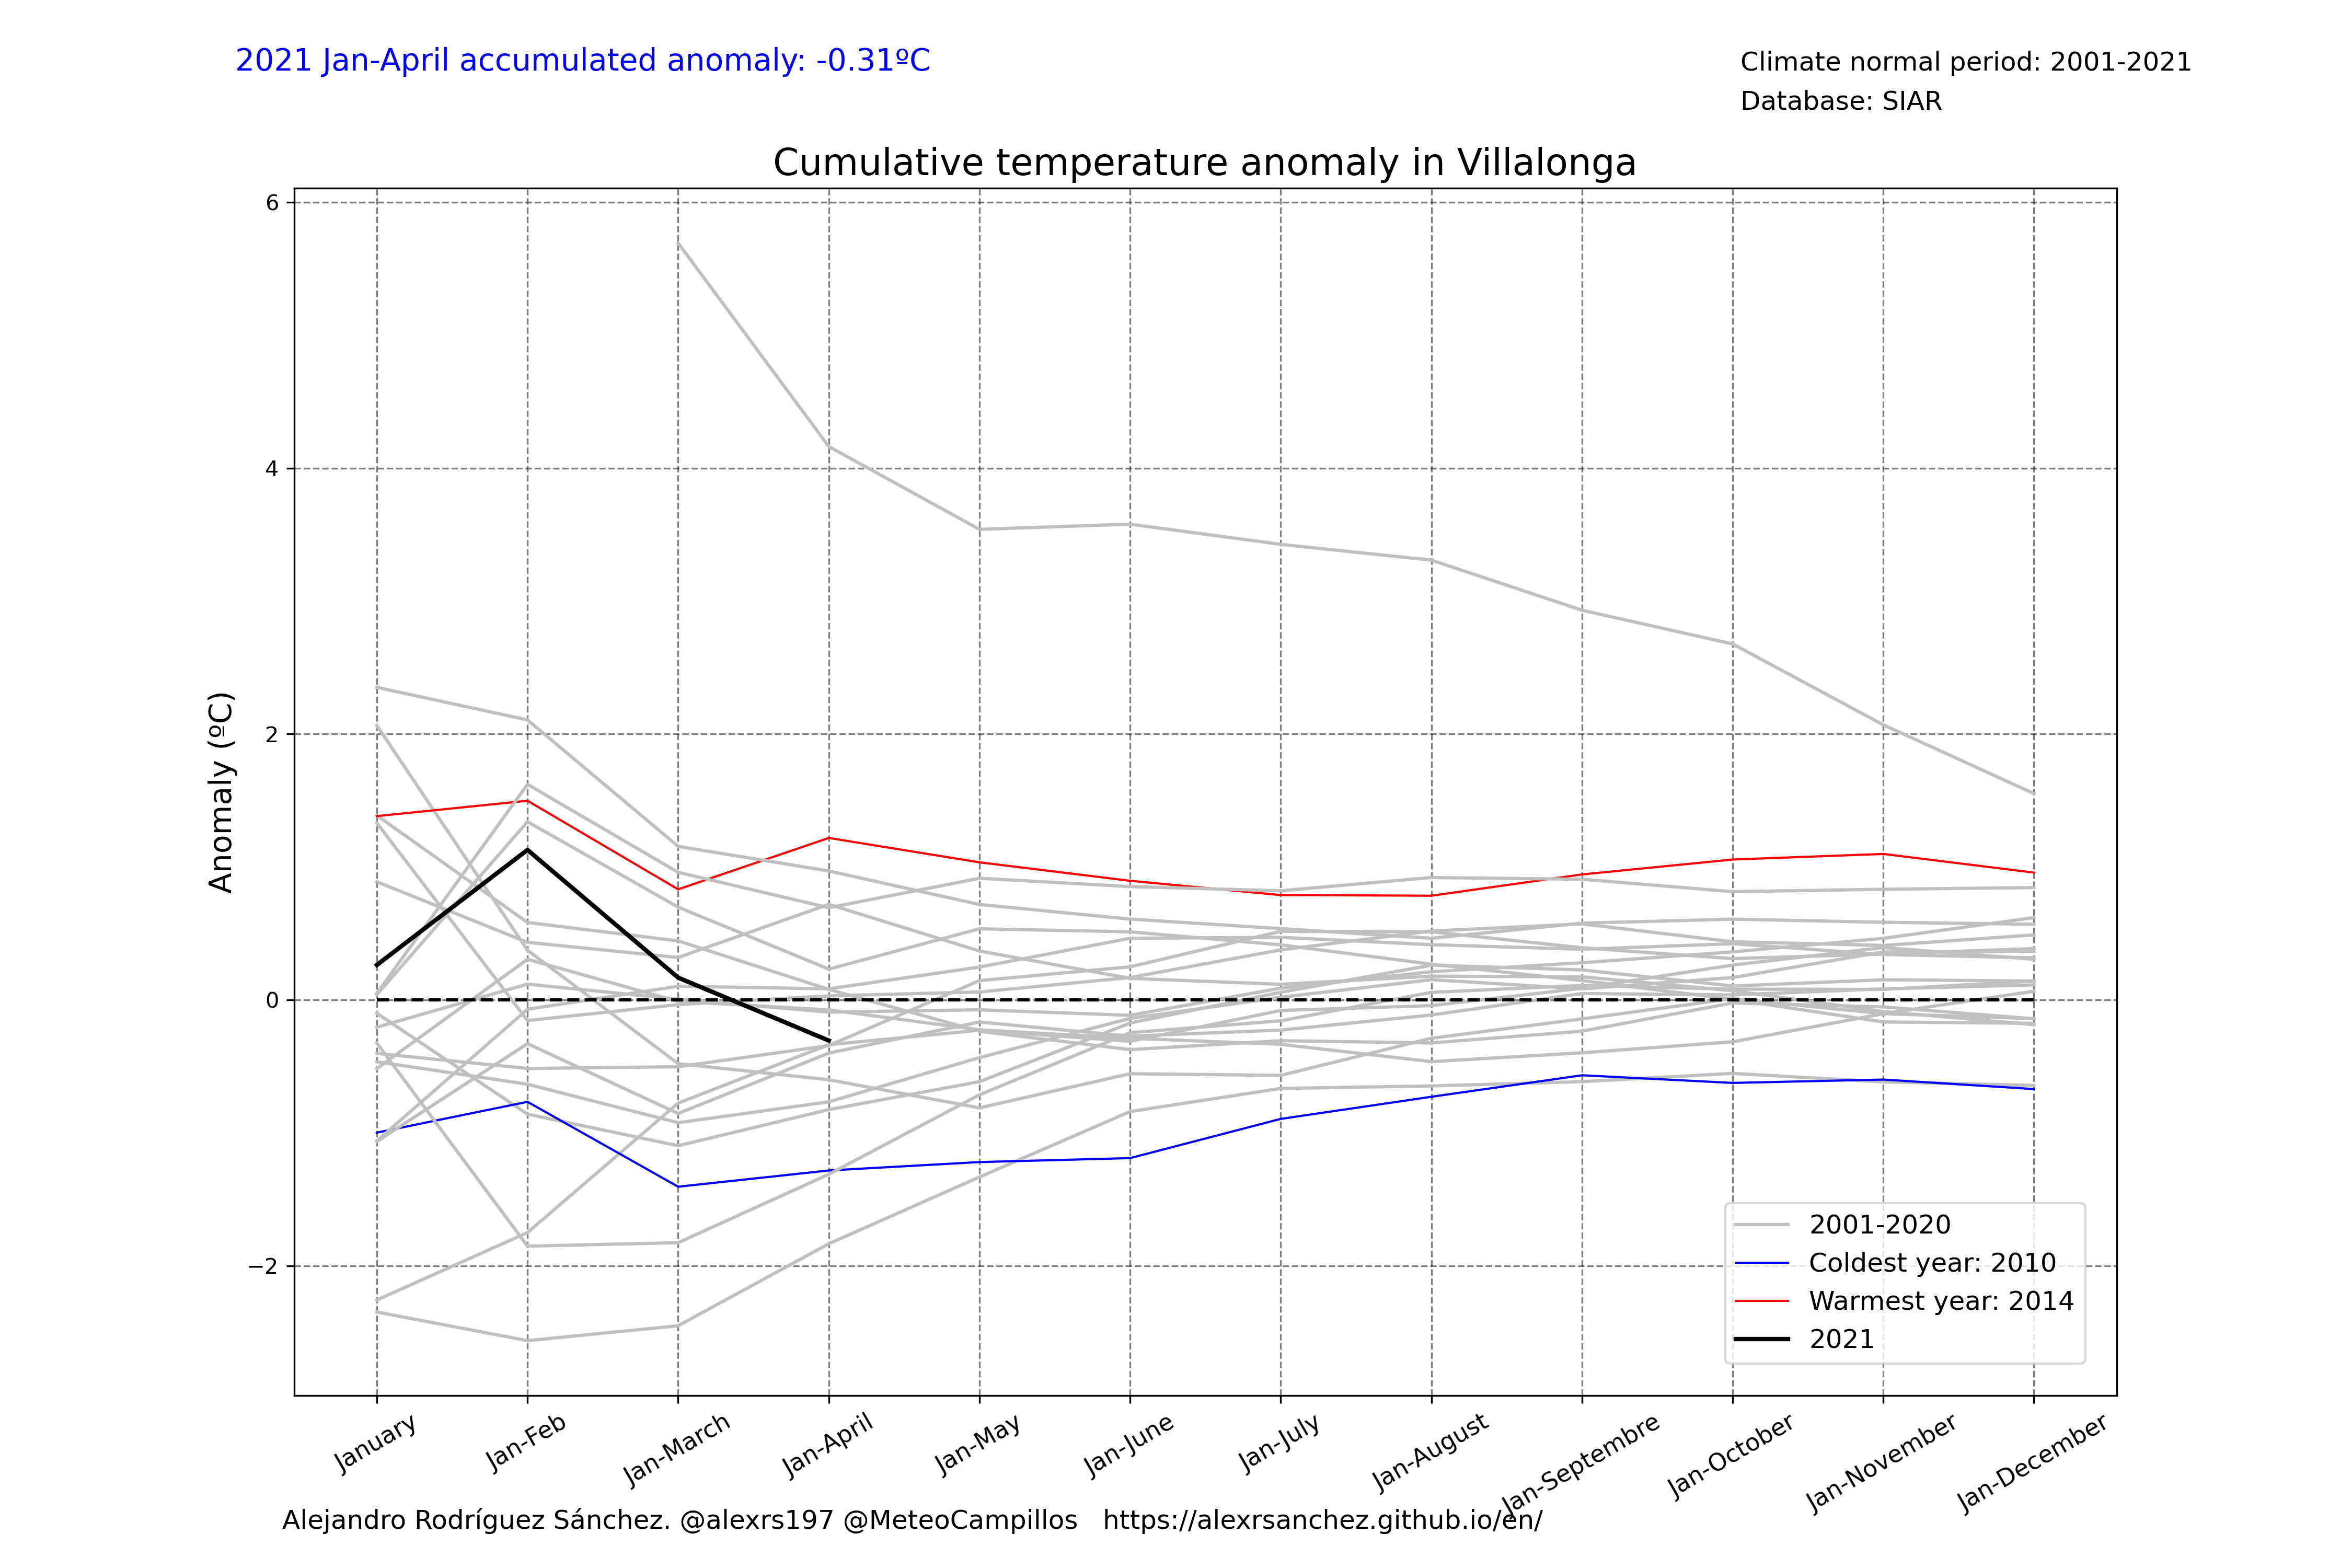 2021 Jan-April accumulated anomaly: -0.31ºC
Climate normal period: 2001-2021
Database: SIAR
Cumulative temperature anomaly in Villalonga
Anomaly (ºC)
6
4
2
0
−2
2001-2020
Coldest year: 2010
Warmest year: 2014
2021
January
Jan-Feb
Jan-March
Jan-April
Jan-May
Jan-June
Jan-July
Jan-August
Jan-Septembre
Jan-October
Jan-November
Jan-December
Alejandro Rodríguez Sánchez. @alexrs197 @MeteoCampillos   https://alexrsanchez.github.io/en/